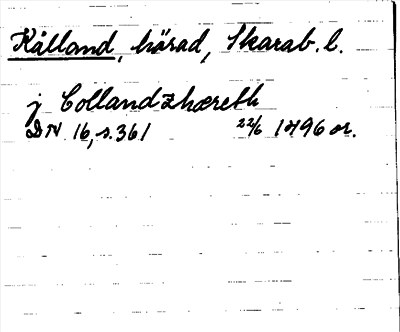 Kålland, härad, Skarab. l.
j Collandzhæreth
DN 16, s. 361 22/6 1496 or.